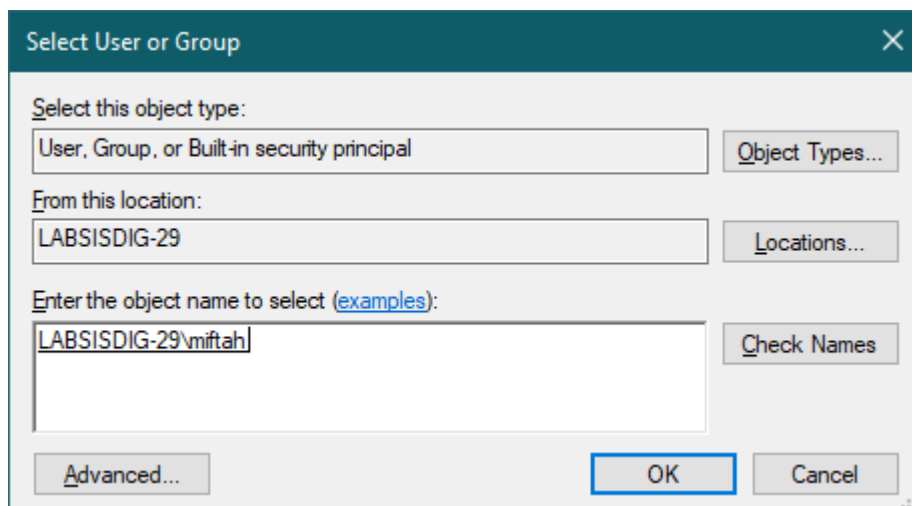 Select User or Group
Select this object type:
User, Group, or Built-in security principal
Object Types...
From this location:
LABSISDIG-29
Locations...
Enter the object name to select (examples):
LABSISDIG-29\miftah
Check Names
Advanced...
OK
Cancel